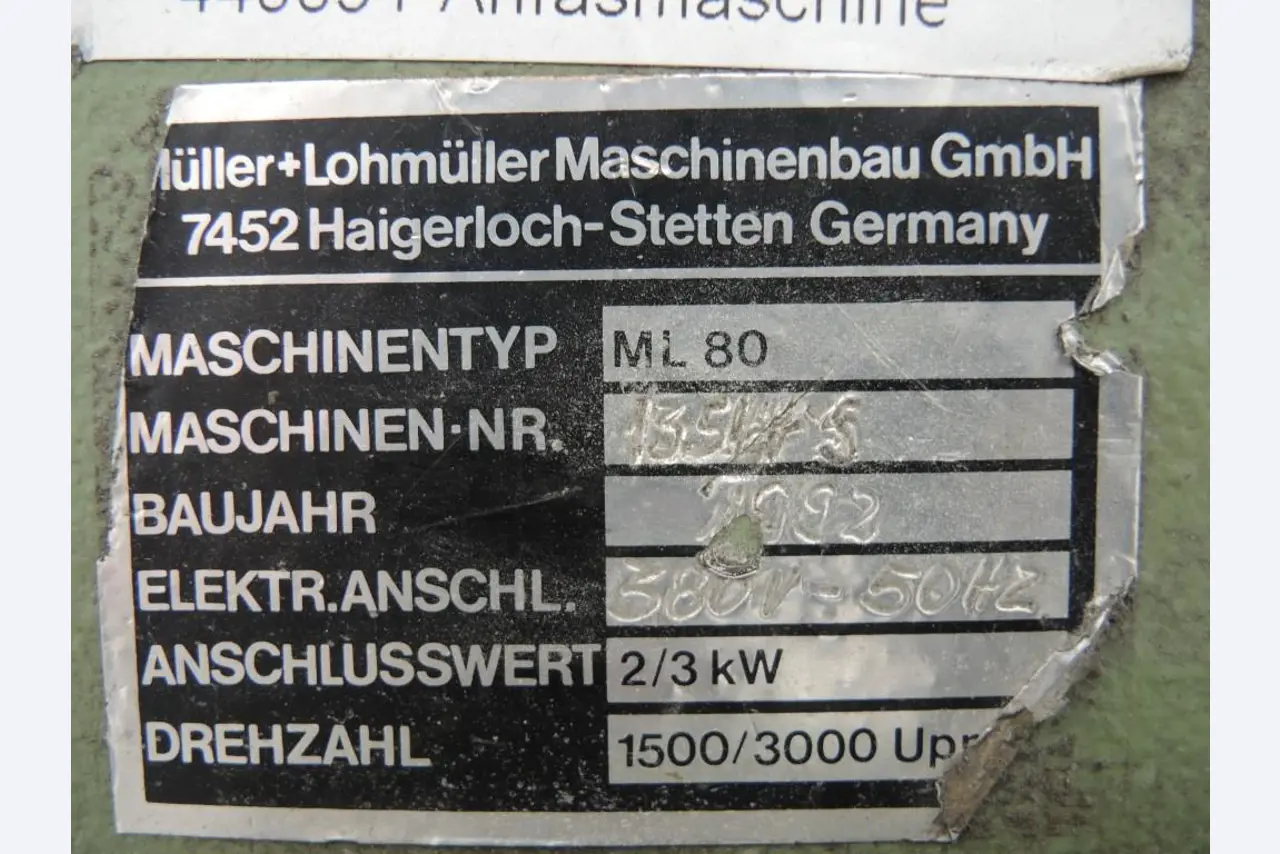 Anfasmaschine
Müller+Lohmüller Maschinenbau GmbH
7452 Haigerloch-Stetten Germany
MASCHINENTYP ML 80
MASCHINEN-NR.
BAUJAHR 1992
ELEKTR.ANSCHL. 380V-50Hz
ANSCHLUSSWERT 2/3 kW
DREHZAHL 1500/3000